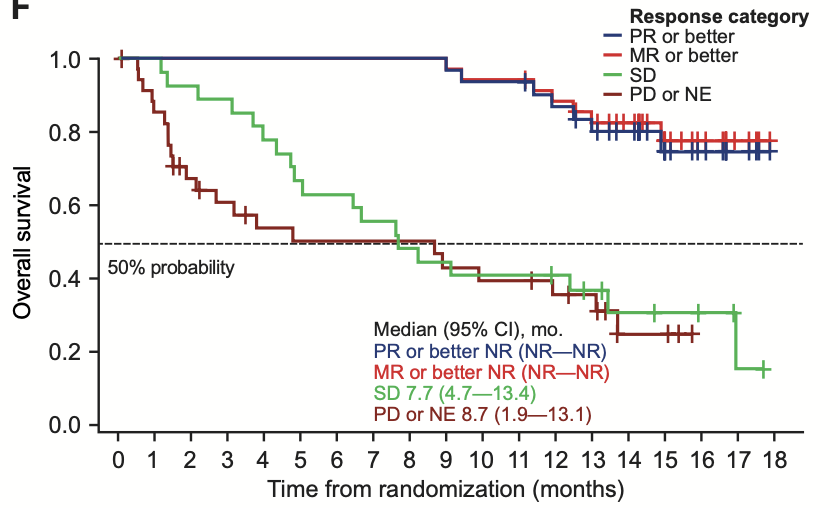 F
Response category
PR or better
MR or better
SD
PD or NE
1.0
0.8
0.6
0.4
0.2
0.0
Overall survival
50% probability
Median (95% CI), mo.
PR or better NR (NR—NR)
MR or better NR (NR—NR)
SD 7.7 (4.7—13.4)
PD or NE 8.7 (1.9—13.1)
0 1 2 3 4 5 6 7 8 9 10 11 12 13 14 15 16 17 18
Time from randomization (months)